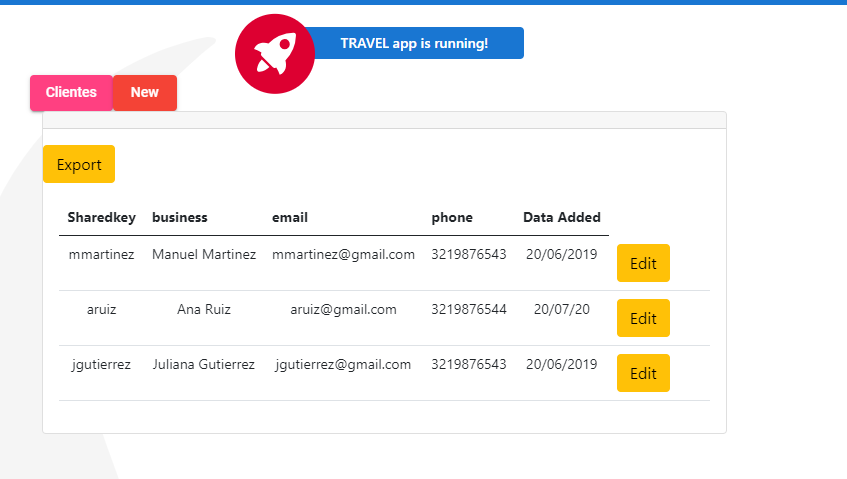 TRAVEL app is running!
Clientes New
Export
Sharedkey business email phone Data Added
mmartinez Manuel Martinez mmartinez@gmail.com 3219876543 20/06/2019 Edit
aruiz Ana Ruiz aruiz@gmail.com 3219876544 20/07/20 Edit
jgutierrez Juliana Gutierrez jgutierrez@gmail.com 3219876543 20/06/2019 Edit